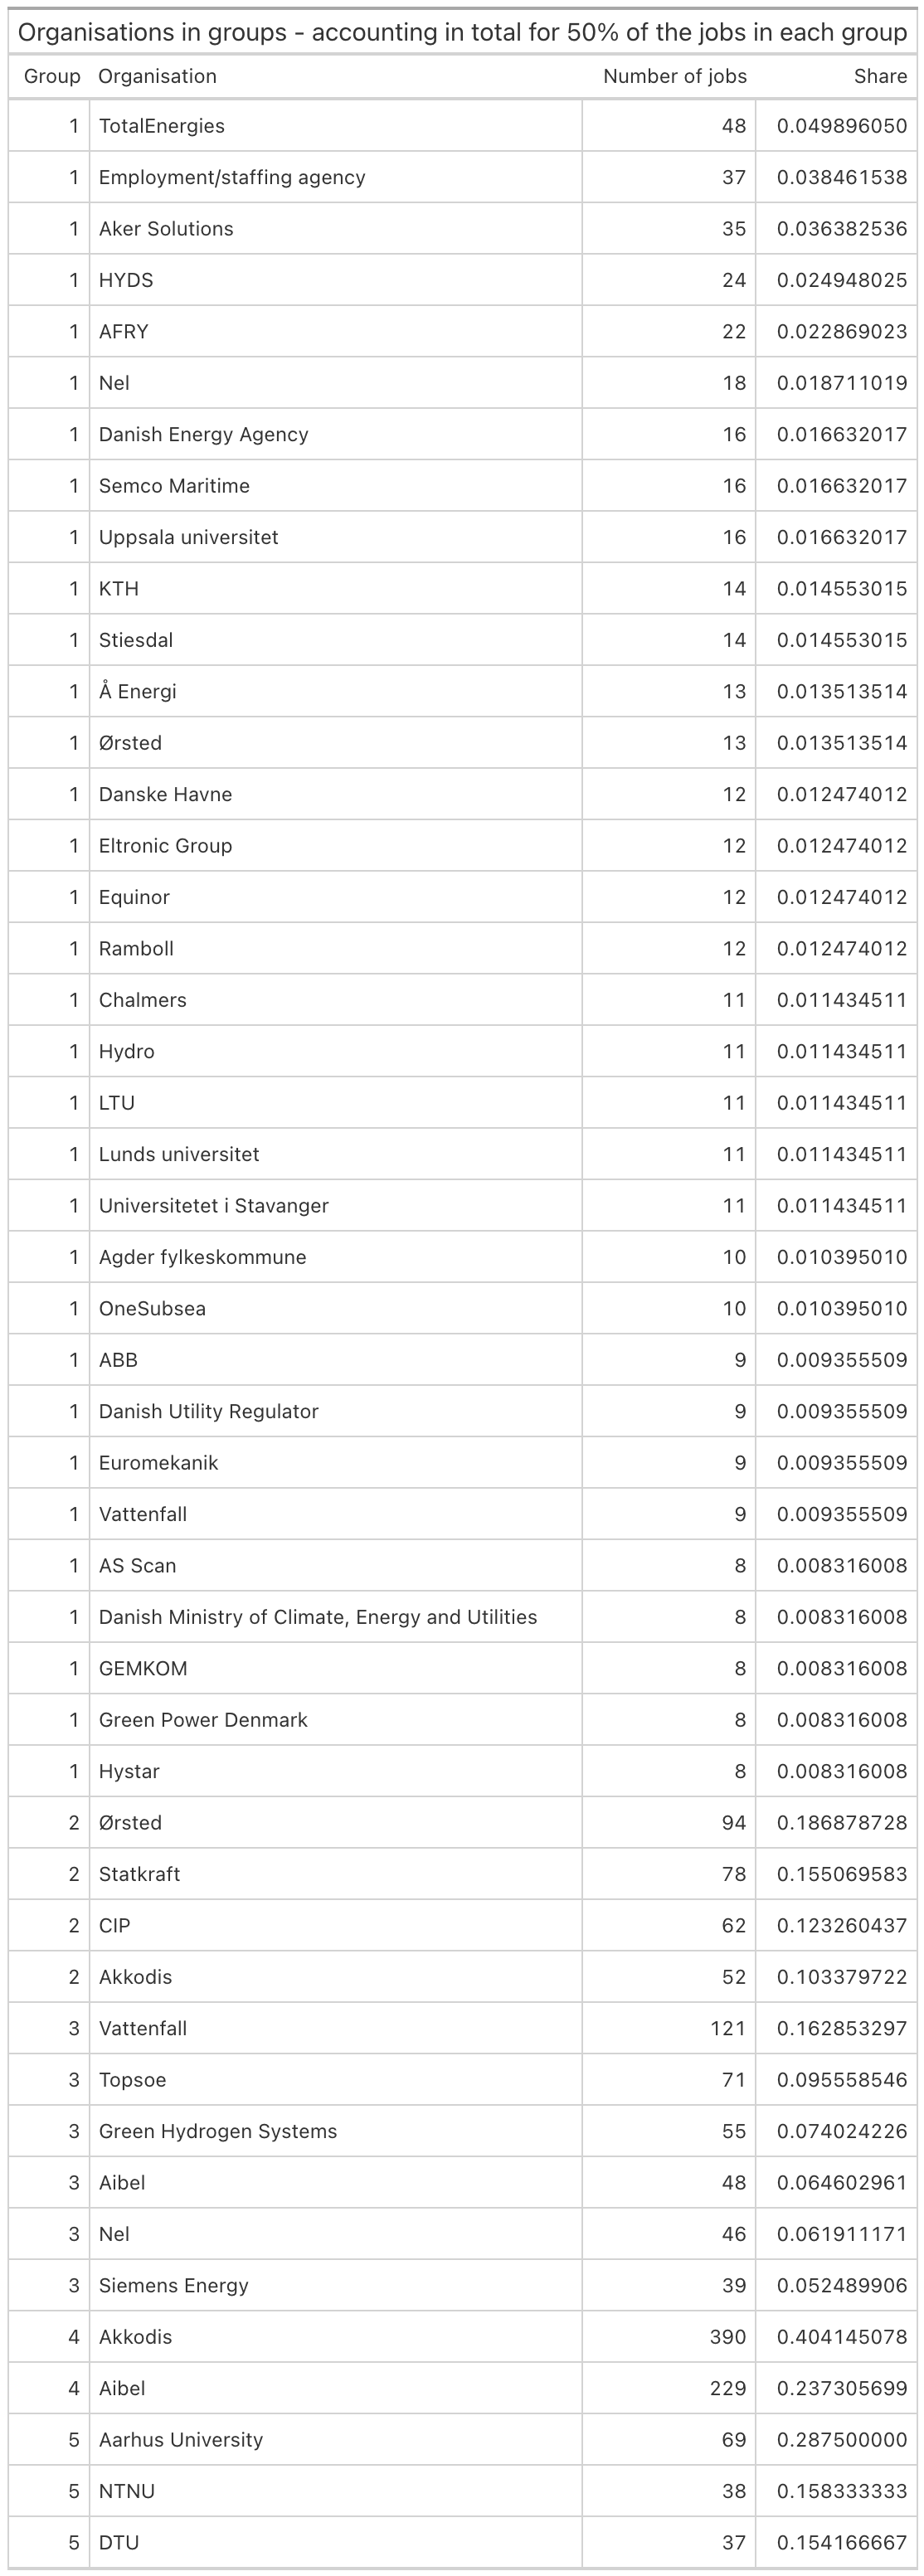 Organisations in groups - accounting in total for 50% of the jobs in each group
Group Organisation Number of jobs Share
1 TotalEnergies 48 0.049896050
1 Employment/staffing agency 37 0.038461538
1 Aker Solutions 35 0.036382536
1 HYDS 24 0.024948025
1 AFRY 22 0.022869023
1 Nel 18 0.018711019
1 Danish Energy Agency 16 0.016632017
1 Semco Maritime 16 0.016632017
1 Uppsala universitet 16 0.016632017
1 KTH 14 0.014553015
1 Stiesdal 14 0.014553015
1 Å Energi 13 0.013513514
1 Ørsted 13 0.013513514
1 Danske Havne 12 0.012474012
1 Eltronic Group 12 0.012474012
1 Equinor 12 0.012474012
1 Ramboll 12 0.012474012
1 Chalmers 11 0.011434511
1 Hydro 11 0.011434511
1 LTU 11 0.011434511
1 Lunds universitet 11 0.011434511
1 Universitetet i Stavanger 11 0.011434511
1 Agder fylkeskommune 10 0.010395010
1 OneSubsea 10 0.010395010
1 ABB 9 0.009355509
1 Danish Utility Regulator 9 0.009355509
1 Euromekanik 9 0.009355509
1 Vattenfall 9 0.009355509
1 AS Scan 8 0.008316008
1 Danish Ministry of Climate, Energy and Utilities 8 0.008316008
1 GEMKOM 8 0.008316008
1 Green Power Denmark 8 0.008316008
1 Hystar 8 0.008316008
2 Ørsted 94 0.186878728
2 Statkraft 78 0.155069583
2 CIP 62 0.123260437
2 Akkodis 52 0.103379722
3 Vattenfall 121 0.162853297
3 Topsoe 71 0.095558546
3 Green Hydrogen Systems 55 0.074024226
3 Aibel 48 0.064602961
3 Nel 46 0.061911171
3 Siemens Energy 39 0.052489906
4 Akkodis 390 0.404145078
4 Aibel 229 0.237305699
5 Aarhus University 69 0.287500000
5 NTNU 38 0.158333333
5 DTU 37 0.154166667